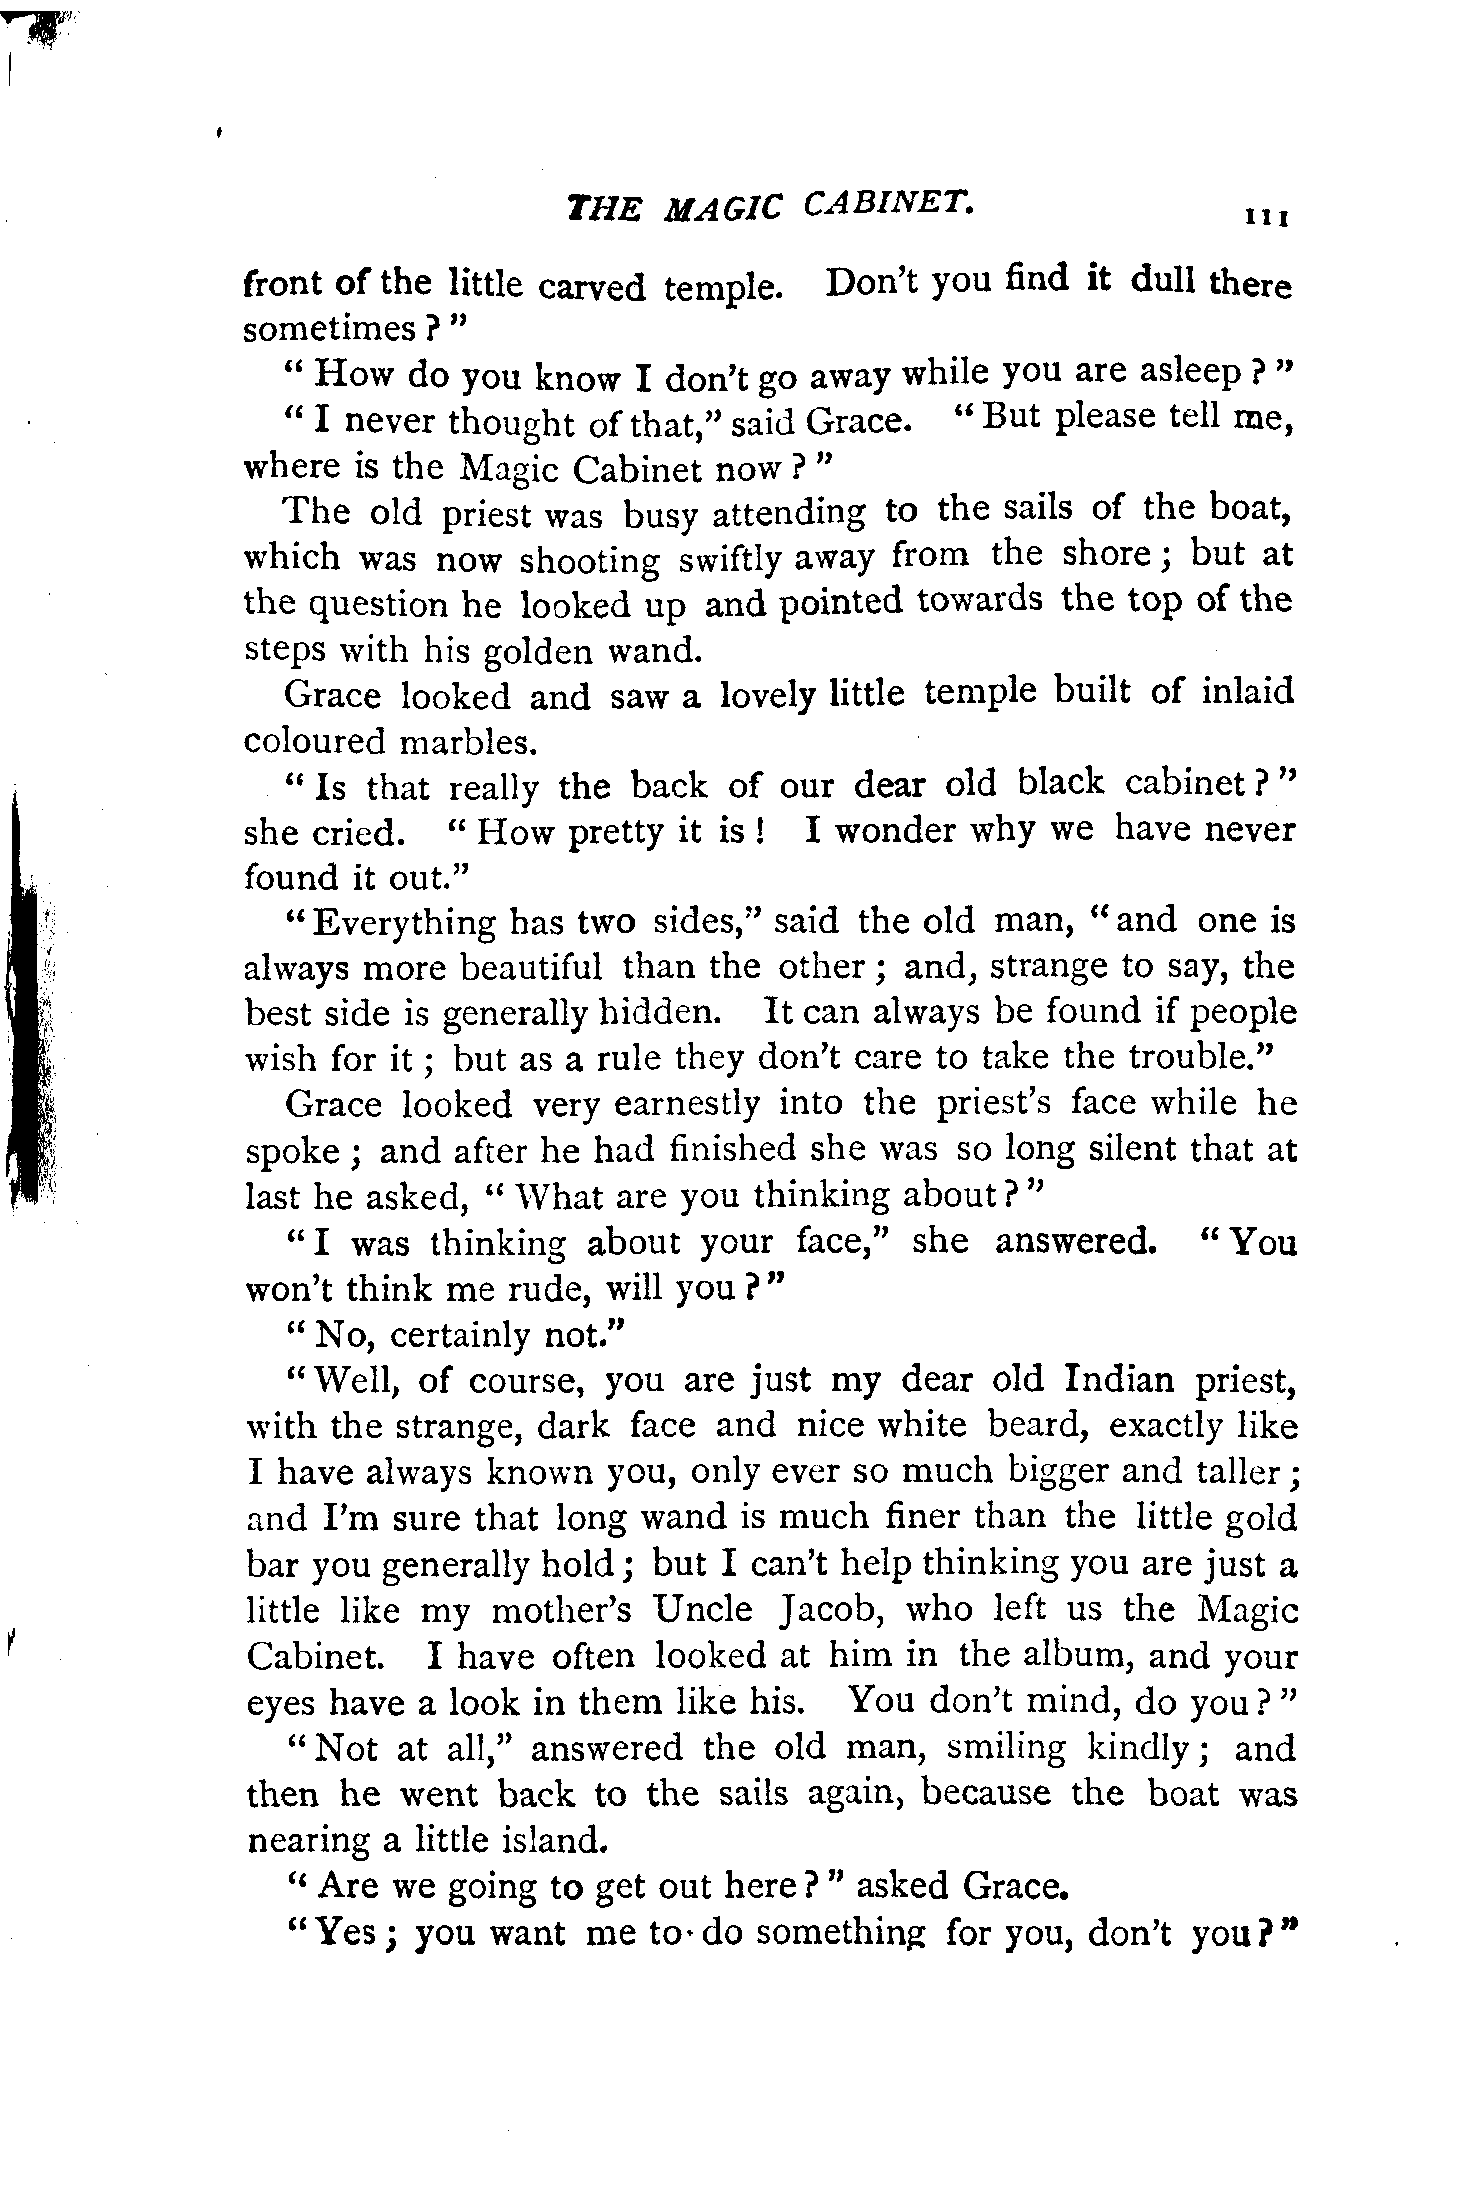 THE MAGIC CABINET. 111
front of the little carved temple. Don't you find it dull there
sometimes ? "
" How do you know I don't go away while you are asleep ? "
" I never thought of that," said Grace. " But please tell me,
where is the Magic Cabinet now ? "
The old priest was busy attending to the sails of the boat,
which was now shooting swiftly away from the shore ; but at
the question he looked up and pointed towards the top of the
steps with his golden wand.
Grace looked and saw a lovely little temple built of inlaid
coloured marbles.
" Is that really the back of our dear old black cabinet ? "
she cried. " How pretty it is ! I wonder why we have never
found it out."
" Everything has two sides," said the old man, " and one is
always more beautiful than the other ; and, strange to say, the
best side is generally hidden. It can always be found if people
wish for it ; but as a rule they don't care to take the trouble."
Grace looked very earnestly into the priest's face while he
spoke ; and after he had finished she was so long silent that at
last he asked, " What are you thinking about ? "
" I was thinking about your face," she answered. " You
won't think me rude, will you ? "
" No, certainly not."
" Well, of course, you are just my dear old Indian priest,
with the strange, dark face and nice white beard, exactly like
I have always known you, only ever so much bigger and taller ;
and I'm sure that long wand is much finer than the little gold
bar you generally hold ; but I can't help thinking you are just a
little like my mother's Uncle Jacob, who left us the Magic
Cabinet. I have often looked at him in the album, and your
eyes have a look in them like his. You don't mind, do you ? "
" Not at all," answered the old man, smiling kindly ; and
then he went back to the sails again, because the boat was
nearing a little island.
" Are we going to get out here ? " asked Grace.
" Yes ; you want me to do something for you, don't you ? "